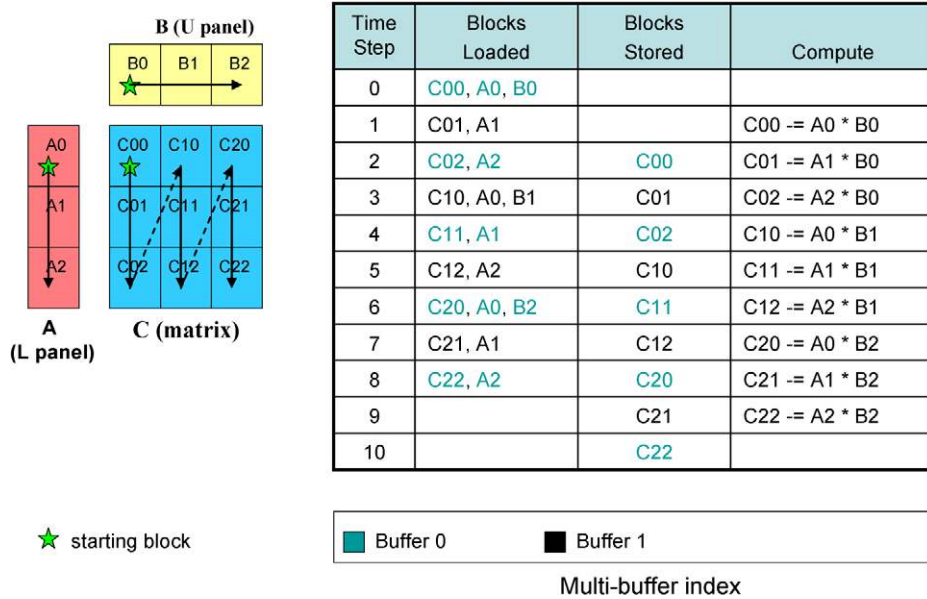 B (U panel)
B0 B1 B2
A0 C00 C10 C20
A1 C01 C11 C21
A2 C02 C12 C22
A
(L panel)
C (matrix)
starting block
Time Step Blocks Loaded Blocks Stored Compute
0 C00, A0, B0
1 C01, A1 C00 -= A0 * B0
2 C02, A2 C00 C01 -= A1 * B0
3 C10, A0, B1 C01 C02 -= A2 * B0
4 C11, A1 C02 C10 -= A0 * B1
5 C12, A2 C10 C11 -= A1 * B1
6 C20, A0, B2 C11 C12 -= A2 * B1
7 C21, A1 C12 C20 -= A0 * B2
8 C22, A2 C20 C21 -= A1 * B2
9 C21 C22 -= A2 * B2
10 C22
Buffer 0 Buffer 1
Multi-buffer index